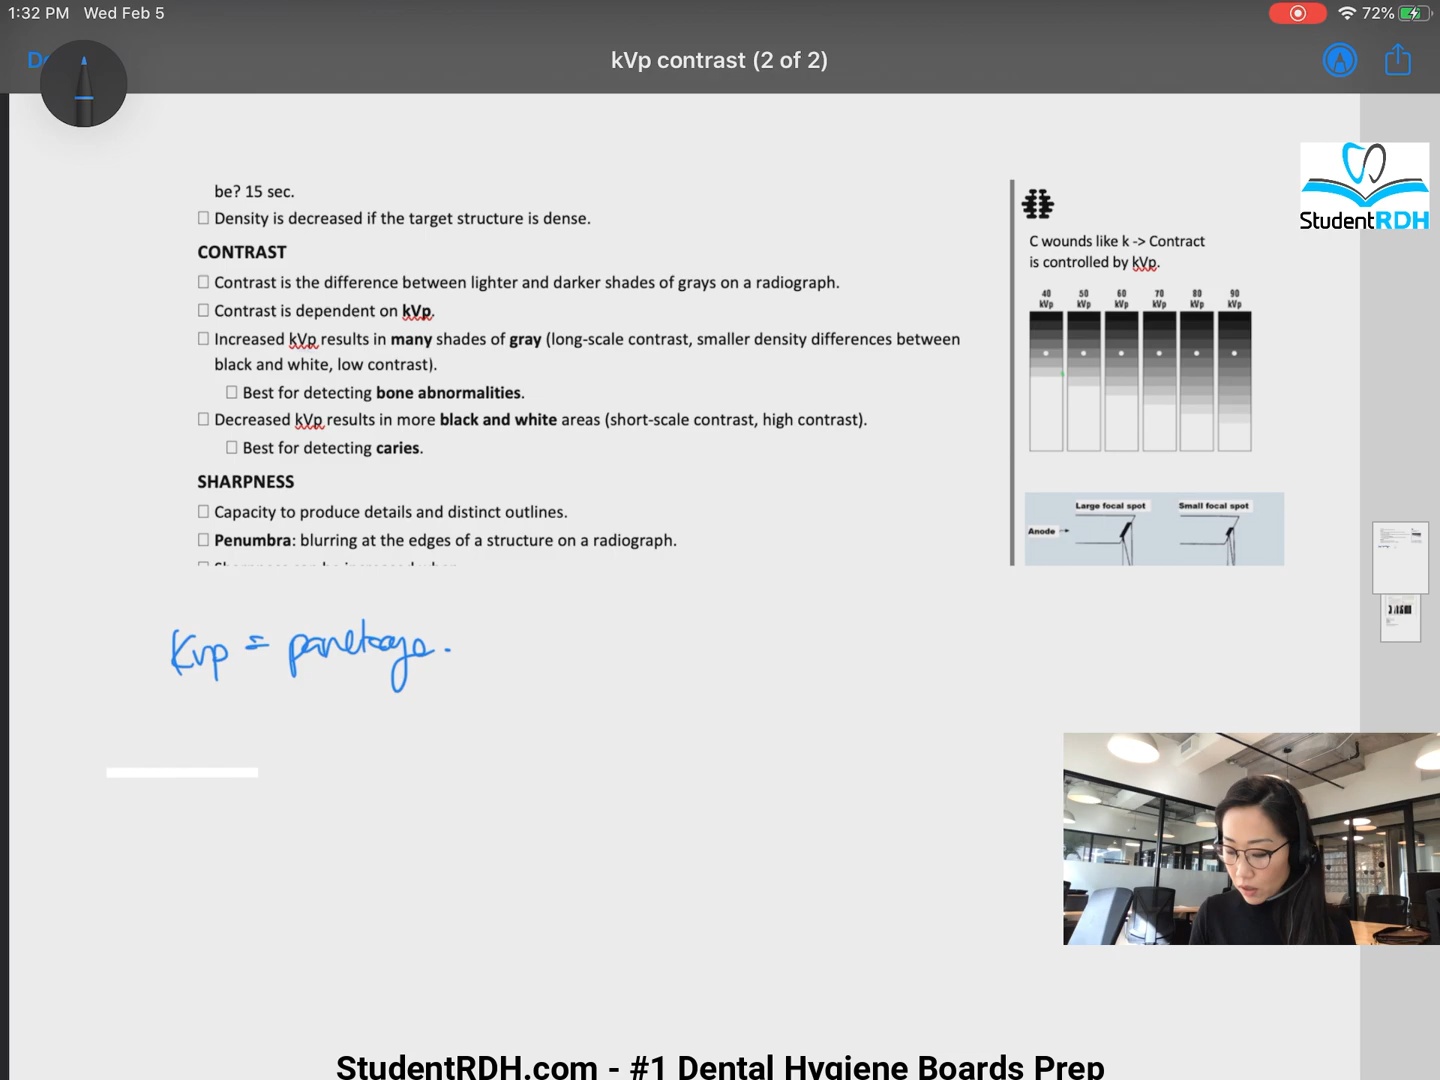 1:32 PM Wed Feb 5
72%
kVp contrast (2 of 2)
be? 15 sec.
Density is decreased if the target structure is dense.
CONTRAST
Contrast is the difference between lighter and darker shades of grays on a radiograph.
Contrast is dependent on kVp.
Increased kVp results in many shades of gray (long-scale contrast, smaller density differences between
black and white, low contrast).
Best for detecting bone abnormalities.
Decreased kVp results in more black and white areas (short-scale contrast, high contrast).
Best for detecting caries.
SHARPNESS
Capacity to produce details and distinct outlines.
Penumbra: blurring at the edges of a structure on a radiograph.
C wounds like k -> Contract
is controlled by kVp.
40 50 60 70 80 90
kVp kVp kVp kVp kVp kVp
Large focal spot Small focal spot
Anode
StudentRDH
Kvp =
StudentRDH.com - #1 Dental Hygiene Boards Prep